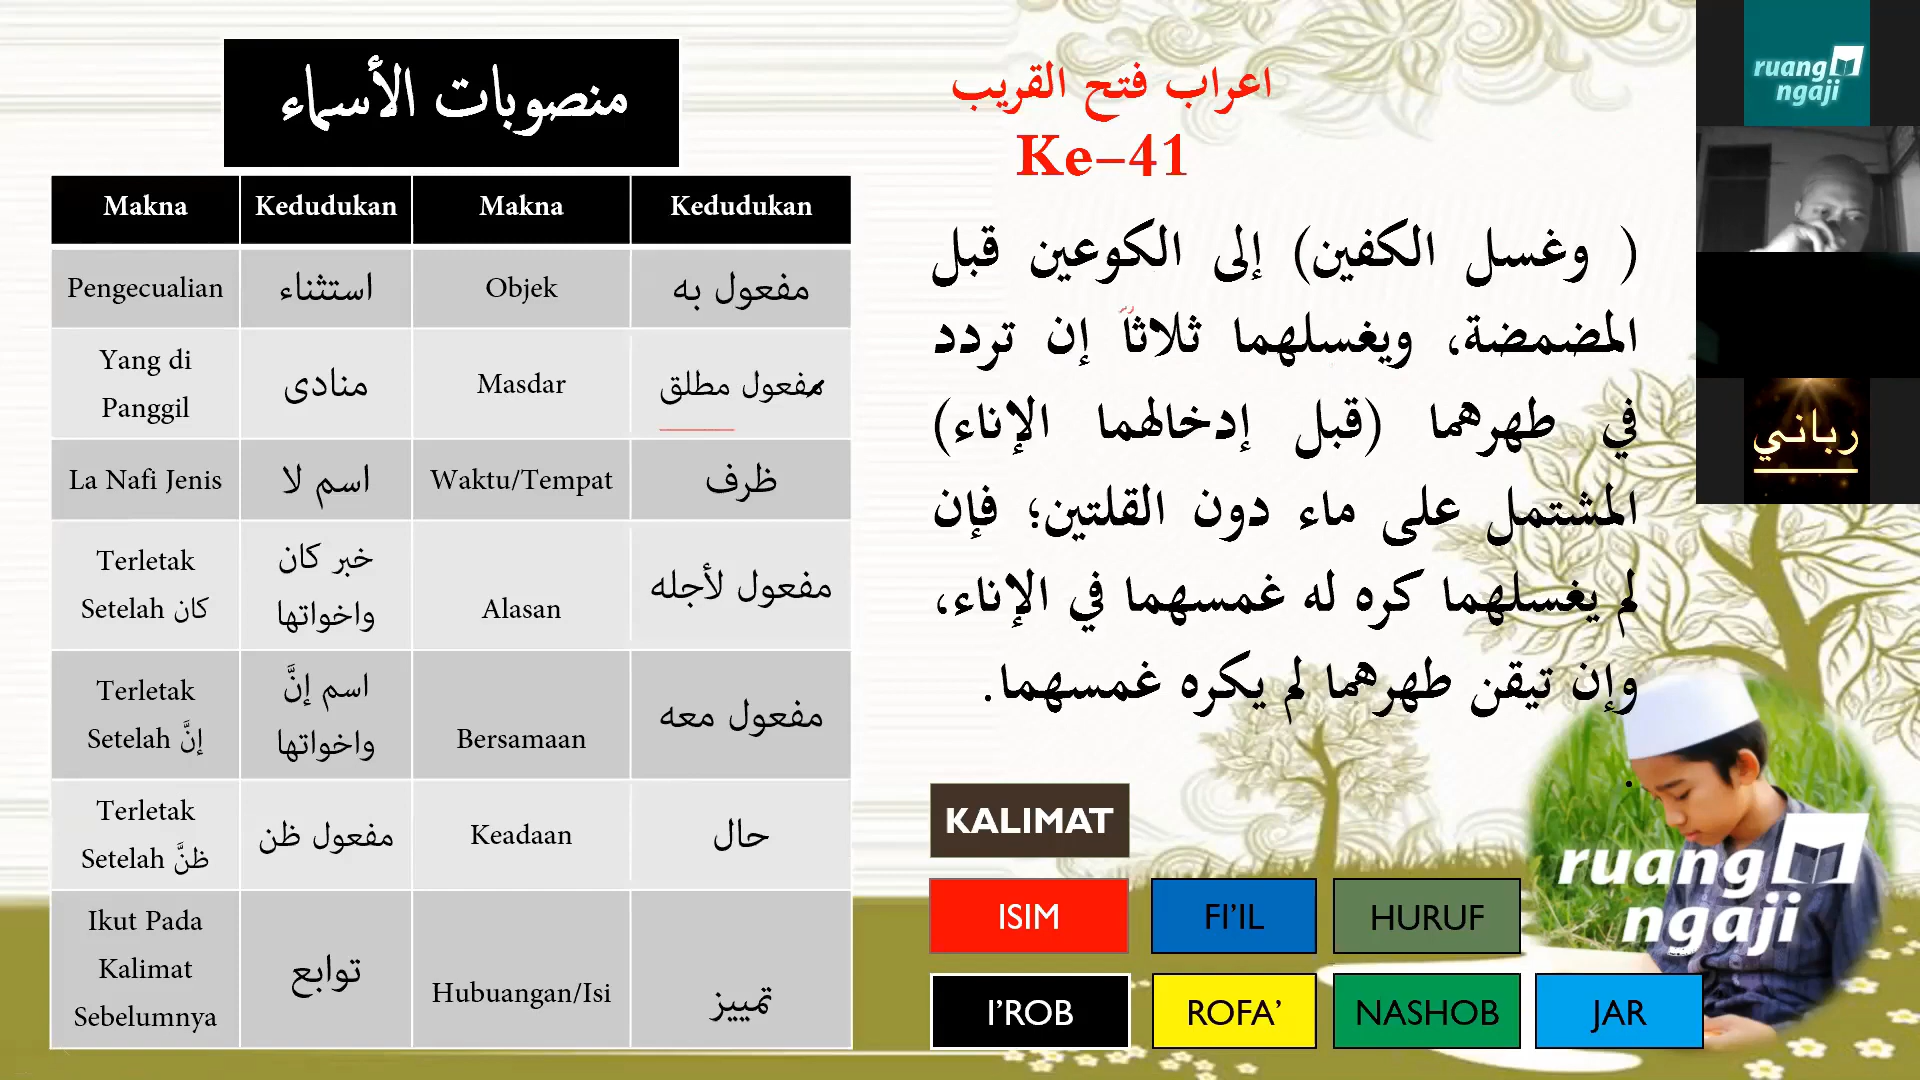 منصوبات الأسماء
Makna Kedudukan Makna Kedudukan
Pengecualian استثناء Objek مفعول به
Yang di Panggil منادى Masdar مفعول مطلق
La Nafi Jenis اسم لا Waktu/Tempat ظرف
Terletak Setelah كان خبر كان واخواتها Alasan مفعول لأجله
Terletak Setelah إنَّ اسم إنَّ واخواتها Bersamaan مفعول معه
Terletak Setelah ظنَّ مفعول ظن Keadaan حال
Ikut Pada Kalimat Sebelumnya توابع Hubuangan/Isi تمييز
اعراب فتح القريب
Ke-41
( وغسل الكفين) إلى الكوعين قبل
المضمضة، ويغسلهما ثلاثاً إن تردد
في طهرهما (قبل إدخالهما الإناء)
المشتمل على ماء دون القلتين؛ فإن
لم يغسلهما كره له غمسهما في الإناء،
وإن تيقن طهرهما لم يكره غمسهما.
.
KALIMAT
ISIM FI’IL HURUF
I’ROB ROFA’ NASHOB JAR
ruang
ngaji
رباني
ruang
ngaji